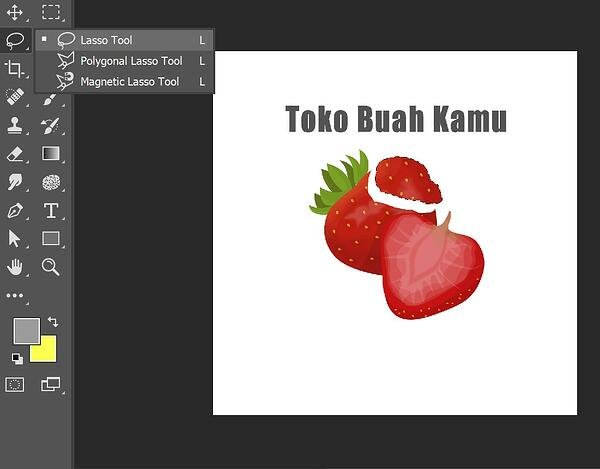 Lasso Tool L
Polygonal Lasso Tool L
Magnetic Lasso Tool L
Toko Buah Kamu